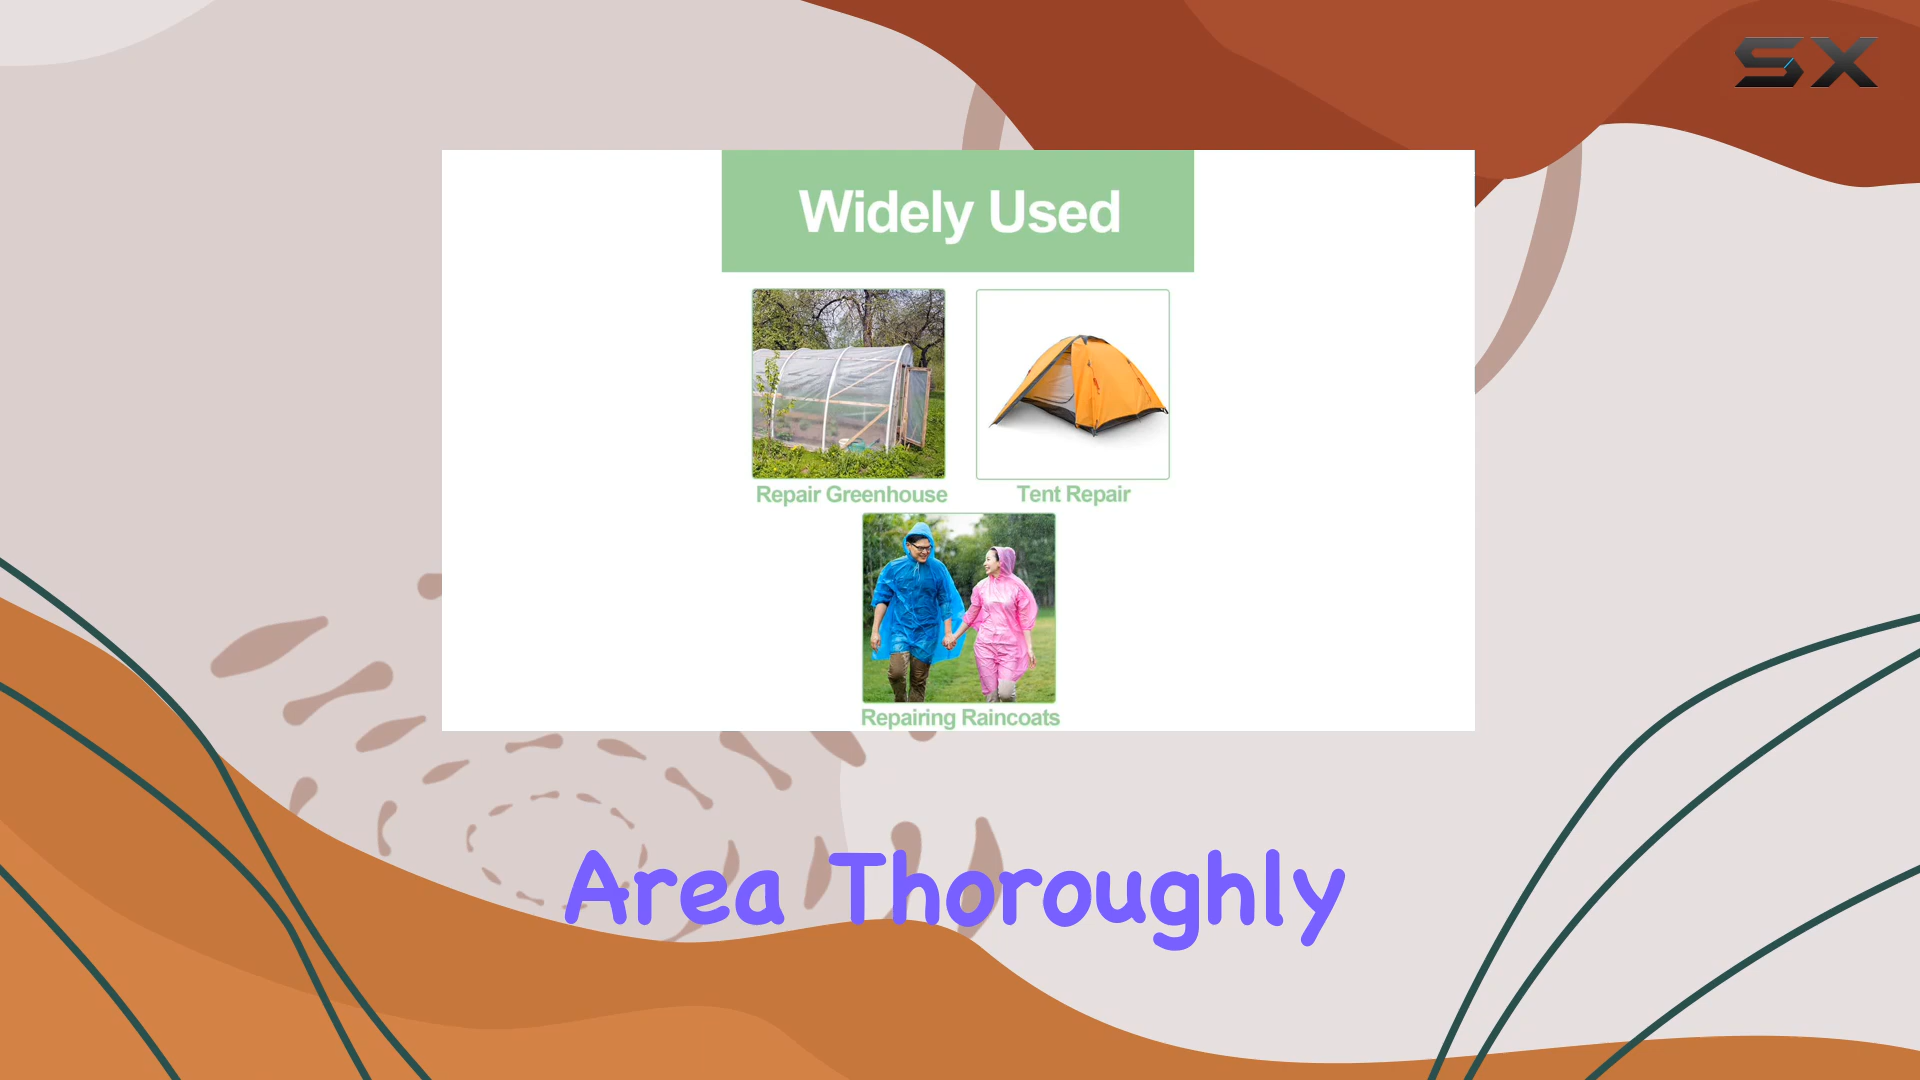 SX
Widely Used
Repair Greenhouse
Tent Repair
Repairing Raincoats
Area Thoroughly